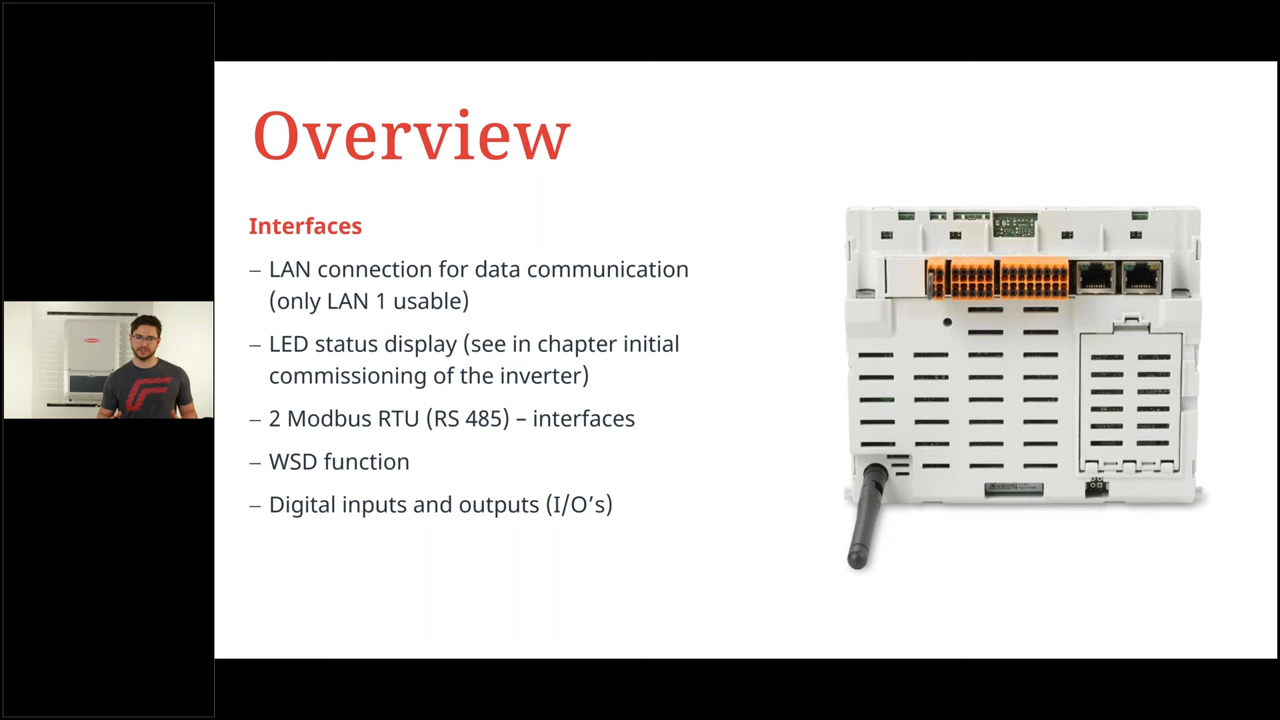 Overview
Interfaces
– LAN connection for data communication
(only LAN 1 usable)
– LED status display (see in chapter initial
commissioning of the inverter)
– 2 Modbus RTU (RS 485) – interfaces
– WSD function
– Digital inputs and outputs (I/O’s)